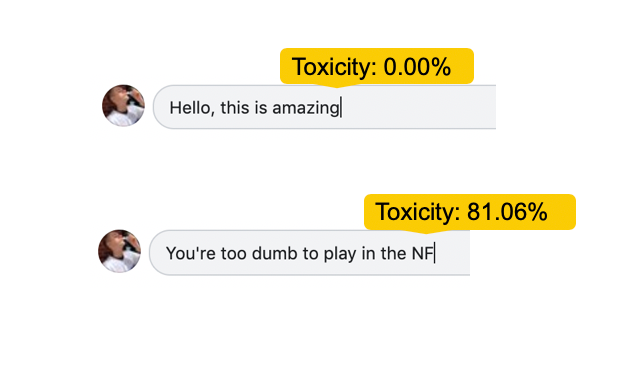 Toxicity: 0.00%
Hello, this is amazing
Toxicity: 81.06%
You're too dumb to play in the NF